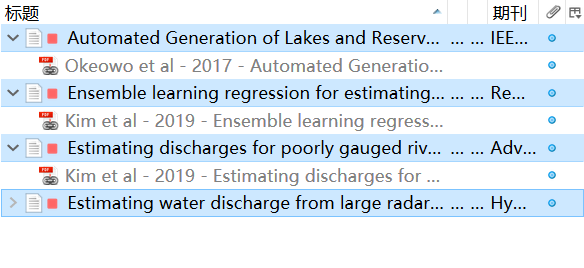 标题 期刊
Automated Generation of Lakes and Reserv... ... ... IEE...
PDF Okeowo et al - 2017 - Automated Generatio...
Ensemble learning regression for estimating... ... ... Re...
PDF Kim et al - 2019 - Ensemble learning regress...
Estimating discharges for poorly gauged riv... ... ... Adv...
PDF Kim et al - 2019 - Estimating discharges for ...
Estimating water discharge from large radar... ... ... Hy...